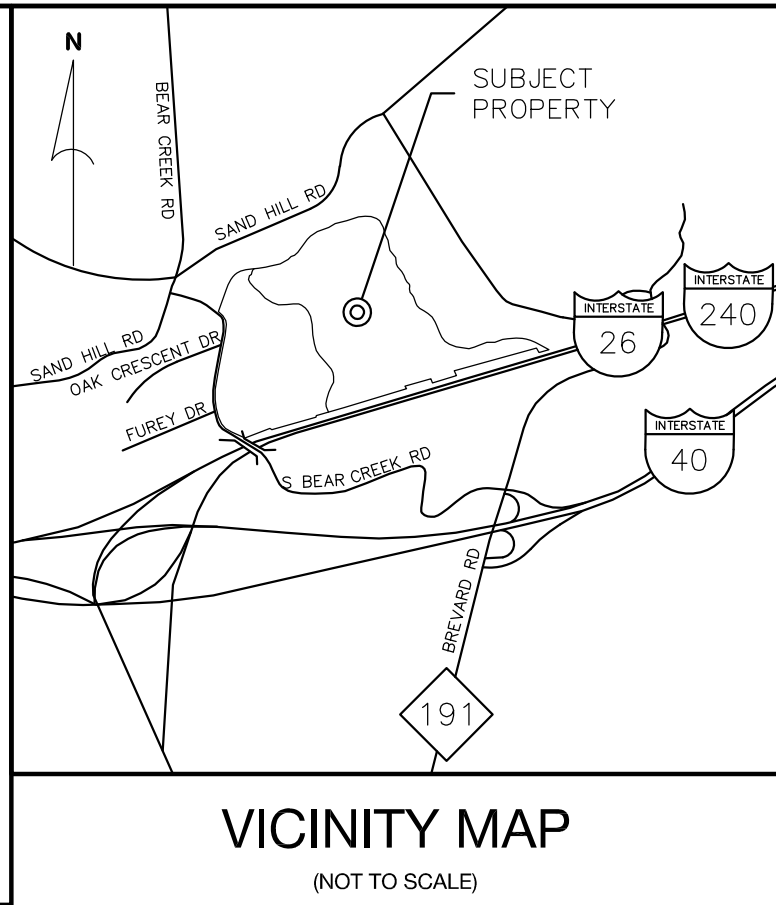 N
SUBJECT
PROPERTY
BEAR CREEK RD
SAND HILL RD
INTERSTATE
240
INTERSTATE
26
SAND HILL RD
OAK CRESCENT DR
FUREY DR
INTERSTATE
40
S BEAR CREEK RD
BREVARD RD
191
VICINITY MAP
(NOT TO SCALE)